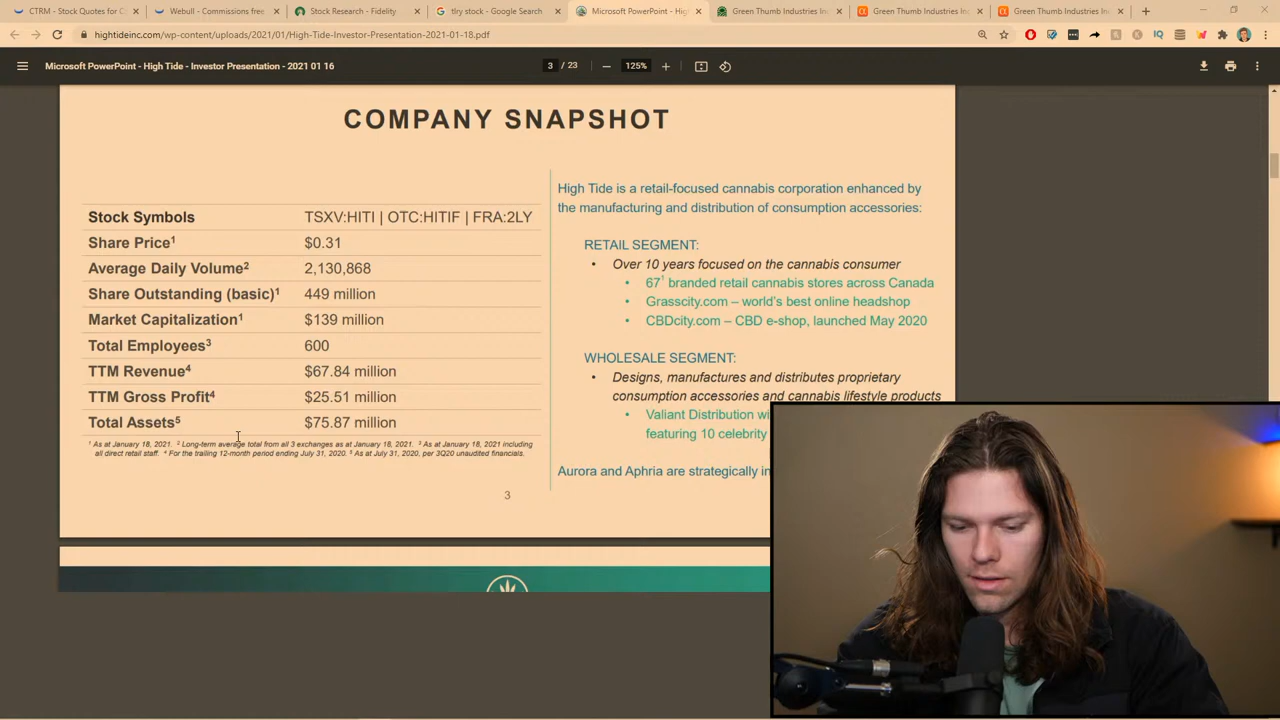 CTRM - Stock Quotes for C
Webull - Commissions free
Stock Research - Fidelity
tlry stock - Google Search
Microsoft PowerPoint - Hig
Green Thumb Industries Inc
Green Thumb Industries Inc
Green Thumb Industries Inc
hightideinc.com/wp-content/uploads/2021/01/High-Tide-Investor-Presentation-2021-01-18.pdf
IQ
Microsoft PowerPoint - High Tide - Investor Presentation - 2021 01 16
3 / 23
125%
COMPANY SNAPSHOT
Stock Symbols TSXV:HITI | OTC:HITIF | FRA:2LY
Share Price¹ $0.31
Average Daily Volume² 2,130,868
Share Outstanding (basic)¹ 449 million
Market Capitalization¹ $139 million
Total Employees³ 600
TTM Revenue⁴ $67.84 million
TTM Gross Profit⁴ $25.51 million
Total Assets⁵ $75.87 million
¹ As at January 18, 2021. ² Long-term average total from all 3 exchanges as at January 18, 2021. ³ As at January 18, 2021 including
all direct retail staff. ⁴ For the trailing 12-month period ending July 31, 2020. ⁵ As at July 31, 2020, per 3Q20 unaudited financials.
High Tide is a retail-focused cannabis corporation enhanced by
the manufacturing and distribution of consumption accessories:
RETAIL SEGMENT:
• Over 10 years focused on the cannabis consumer
• 67¹ branded retail cannabis stores across Canada
• Grasscity.com – world's best online headshop
• CBDcity.com – CBD e-shop, launched May 2020
WHOLESALE SEGMENT:
• Designs, manufactures and distributes proprietary
consumption accessories and cannabis lifestyle products
• Valiant Distribution wi
featuring 10 celebrity
Aurora and Aphria are strategically in
3